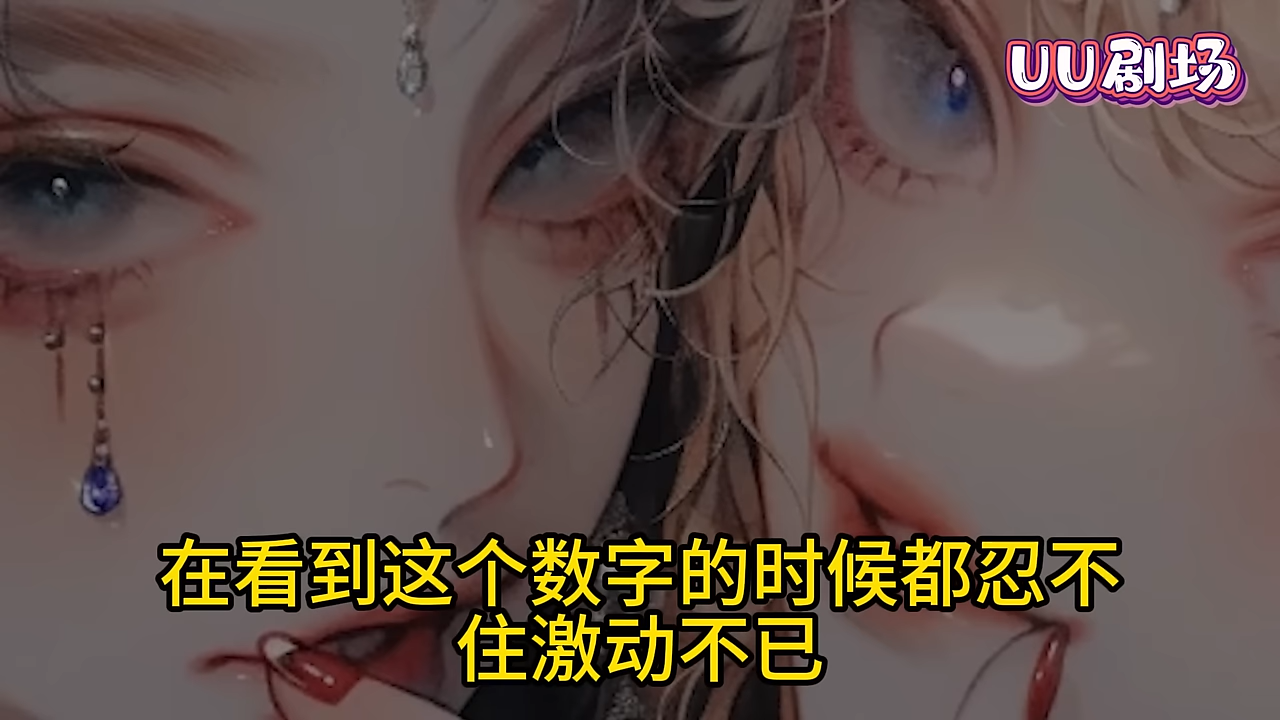 UU剧场
在看到这个数字的时候都忍不
住激动不已